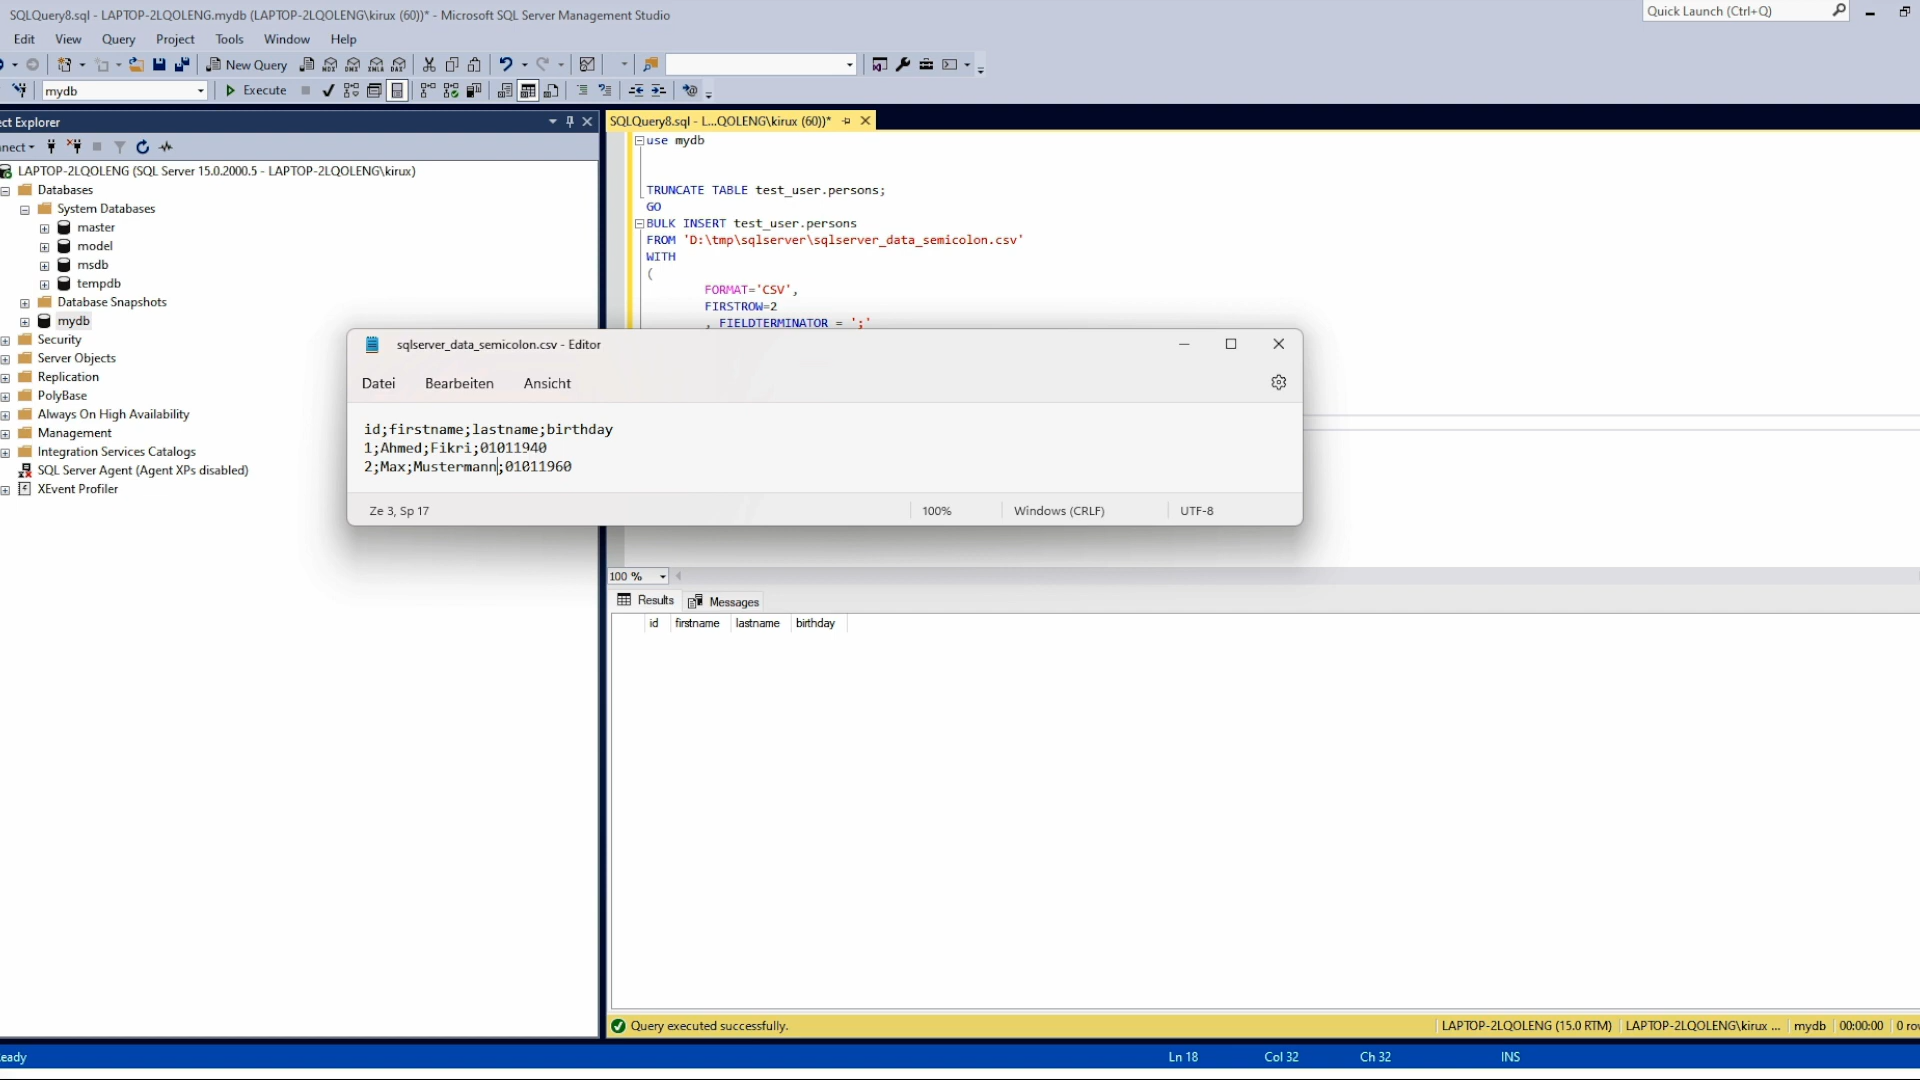 SQLQuery8.sql - LAPTOP-2LQOLENG.mydb (LAPTOP-2LQOLENG\kirux (60))* - Microsoft SQL Server Management Studio
Quick Launch (Ctrl+Q)
Edit View Query Project Tools Window Help
New Query
MDX DMX XMLA DAX
mydb
Execute
ct Explorer
SQLQuery8.sql - L...QOLENG\kirux (60))*
nect
LAPTOP-2LQOLENG (SQL Server 15.0.2000.5 - LAPTOP-2LQOLENG\kirux)
Databases
System Databases
master
model
msdb
tempdb
Database Snapshots
mydb
Security
Server Objects
Replication
PolyBase
Always On High Availability
Management
Integration Services Catalogs
SQL Server Agent (Agent XPs disabled)
XEvent Profiler
use mydb
TRUNCATE TABLE test_user.persons;
GO
BULK INSERT test_user.persons
FROM 'D:\tmp\sqlserver\sqlserver_data_semicolon.csv'
WITH
(
FORMAT='CSV',
FIRSTROW=2
, FIELDTERMINATOR = ';'
sqlserver_data_semicolon.csv - Editor
Datei Bearbeiten Ansicht
id;firstname;lastname;birthday
1;Ahmed;Fikri;01011940
2;Max;Mustermann;01011960
Ze 3, Sp 17
100%
Windows (CRLF)
UTF-8
100 %
Results Messages
id firstname lastname birthday
Query executed successfully.
LAPTOP-2LQOLENG (15.0 RTM) LAPTOP-2LQOLENG\kirux ... mydb 00:00:00 0 ro
eady
Ln 18 Col 32 Ch 32 INS